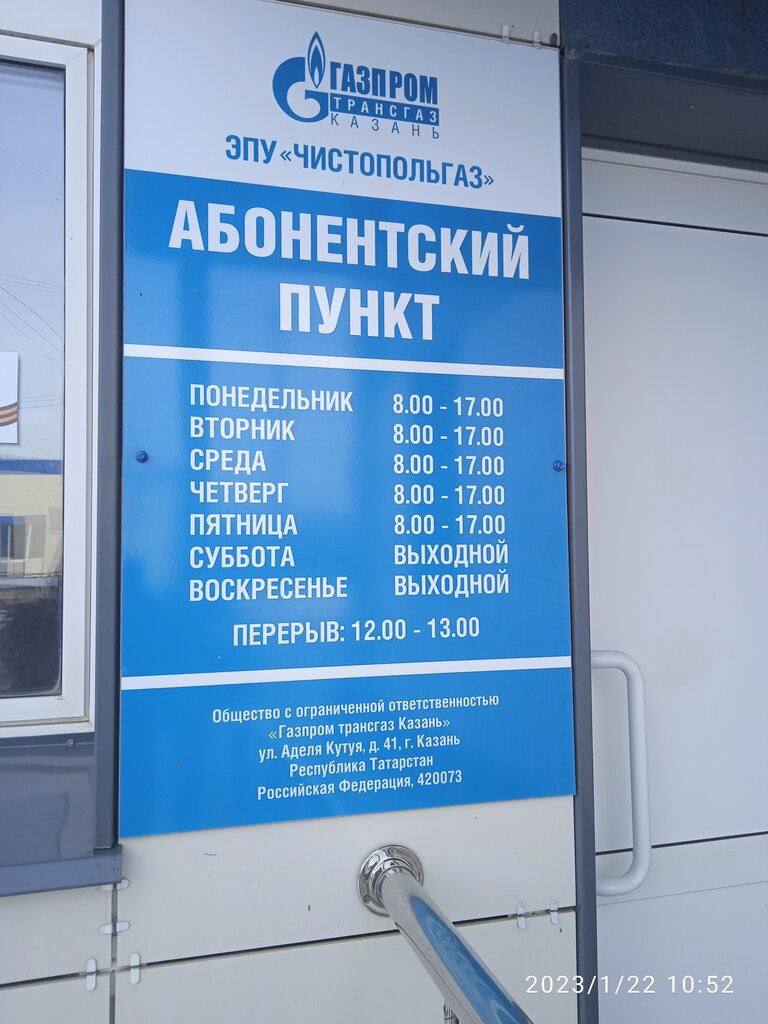 ГАЗПРОМ
ТРАНСГАЗ
КАЗАНЬ
ЭПУ «ЧИСТОПОЛЬГАЗ»
АБОНЕНТСКИЙ
ПУНКТ
ПОНЕДЕЛЬНИК 8.00 - 17.00
ВТОРНИК 8.00 - 17.00
СРЕДА 8.00 - 17.00
ЧЕТВЕРГ 8.00 - 17.00
ПЯТНИЦА 8.00 - 17.00
СУББОТА ВЫХОДНОЙ
ВОСКРЕСЕНЬЕ ВЫХОДНОЙ
ПЕРЕРЫВ: 12.00 - 13.00
Общество с ограниченной ответственностью
«Газпром трансгаз Казань»
ул. Аделя Кутуя, д. 41, г. Казань
Республика Татарстан
Российская Федерация, 420073
2023/1/22 10:52